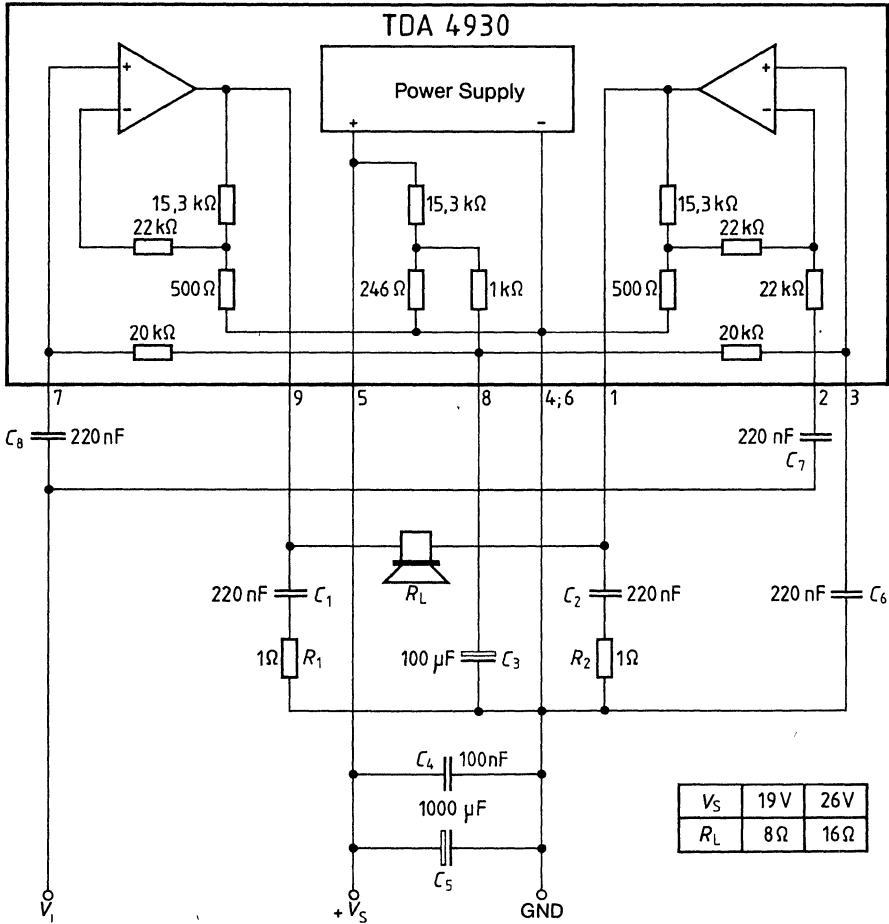 TDA 4930
Power Supply
+ -
+
-
+
-
15,3 kΩ
15,3 kΩ
15,3 kΩ
22 kΩ
22 kΩ
500 Ω
246 Ω
1 kΩ
500 Ω
22 kΩ
20 kΩ
20 kΩ
7 9 5 8 4;6 1 2 3
C8 220 nF
220 nF C7
RL
220 nF C1
C2 220 nF
220 nF C6
1Ω R1
100 µF C3
R2 1Ω
C4 100nF
1000 µF
C5
VS 19V 26V
RL 8Ω 16Ω
VI +VS GND